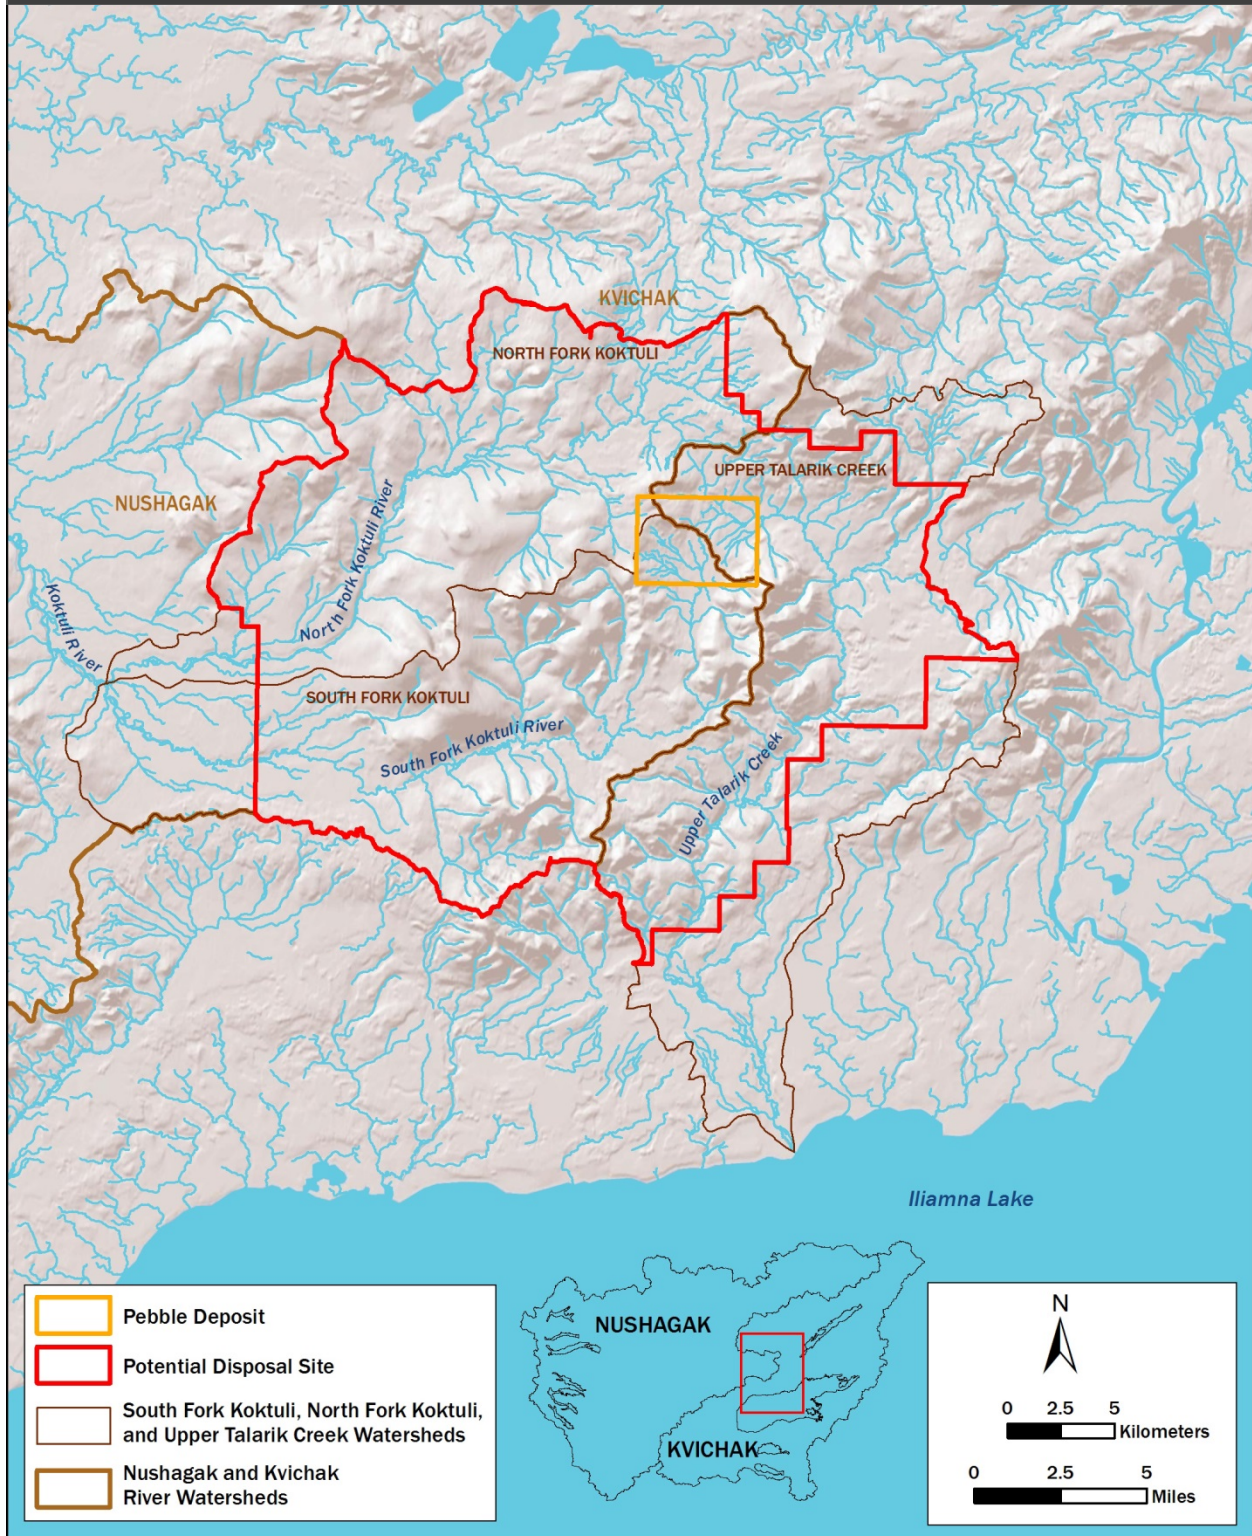 KVICHAK
NORTH FORK KOKTULI
UPPER TALARIK CREEK
NUSHAGAK
North Fork Koktuli River
Koktuli River
SOUTH FORK KOKTULI
South Fork Koktuli River
Upper Talarik Creek
Iliamna Lake
Pebble Deposit
Potential Disposal Site
South Fork Koktuli, North Fork Koktuli,
and Upper Talarik Creek Watersheds
Nushagak and Kvichak
River Watersheds
NUSHAGAK
KVICHAK
N
0 2.5 5
Kilometers
0 2.5 5
Miles